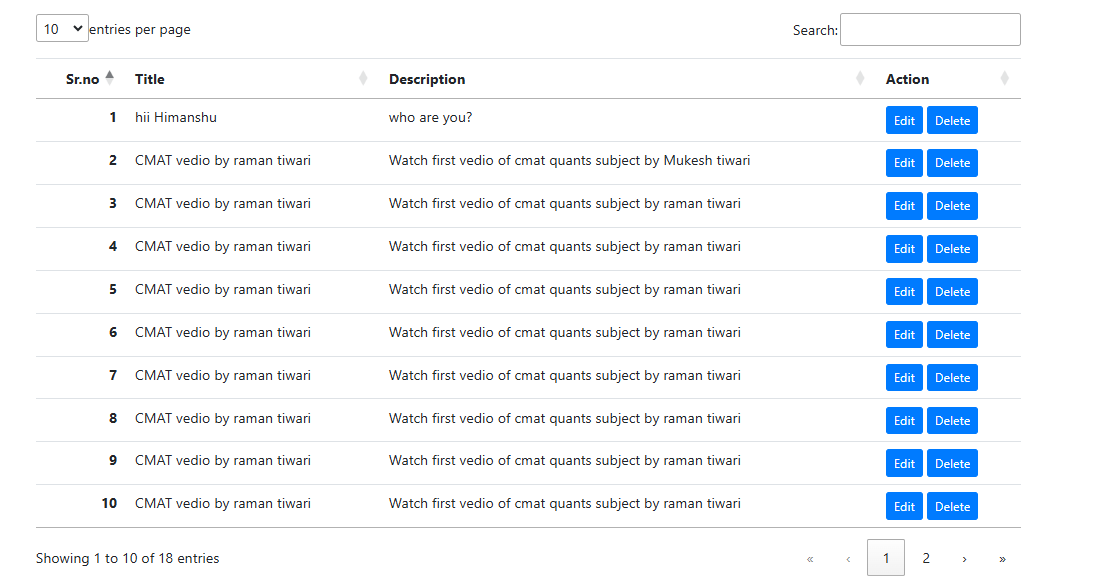 10 entries per page Search:
Sr.no Title Description Action
1 hii Himanshu who are you? Edit Delete
2 CMAT vedio by raman tiwari Watch first vedio of cmat quants subject by Mukesh tiwari Edit Delete
3 CMAT vedio by raman tiwari Watch first vedio of cmat quants subject by raman tiwari Edit Delete
4 CMAT vedio by raman tiwari Watch first vedio of cmat quants subject by raman tiwari Edit Delete
5 CMAT vedio by raman tiwari Watch first vedio of cmat quants subject by raman tiwari Edit Delete
6 CMAT vedio by raman tiwari Watch first vedio of cmat quants subject by raman tiwari Edit Delete
7 CMAT vedio by raman tiwari Watch first vedio of cmat quants subject by raman tiwari Edit Delete
8 CMAT vedio by raman tiwari Watch first vedio of cmat quants subject by raman tiwari Edit Delete
9 CMAT vedio by raman tiwari Watch first vedio of cmat quants subject by raman tiwari Edit Delete
10 CMAT vedio by raman tiwari Watch first vedio of cmat quants subject by raman tiwari Edit Delete
Showing 1 to 10 of 18 entries « ‹ 1 2 › »